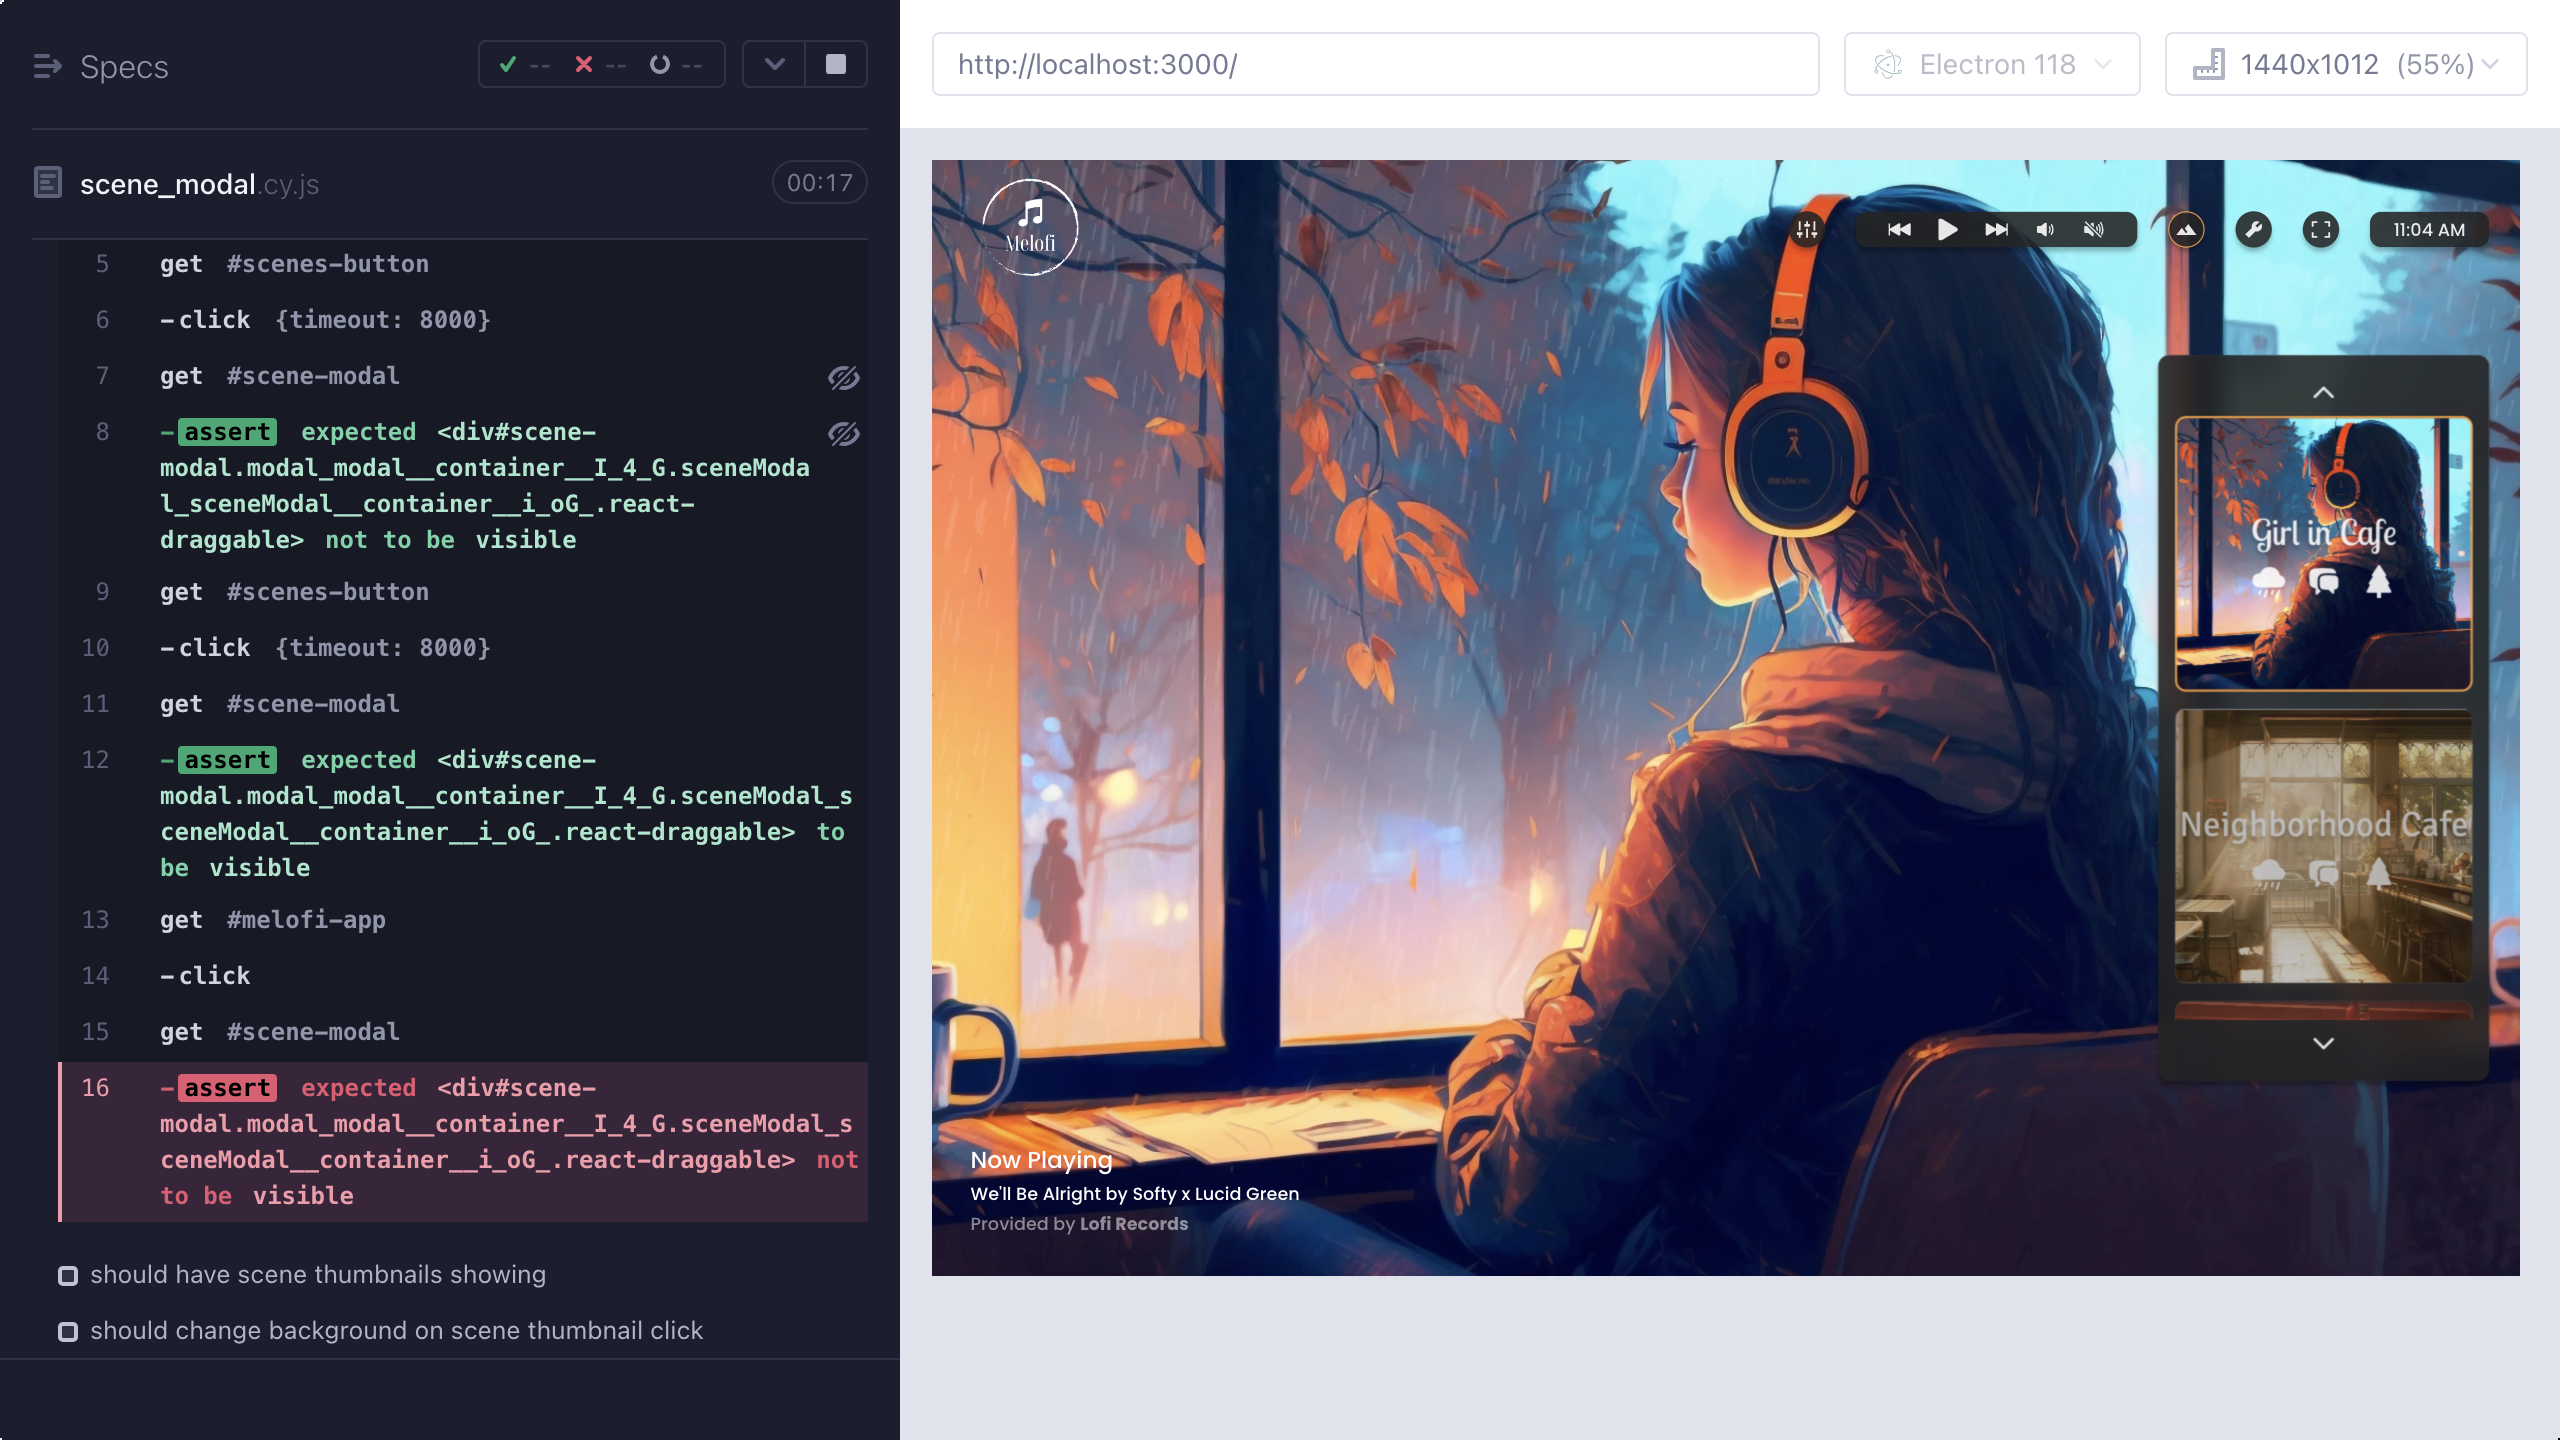 Specs
-- -- --
scene_modal.cy.js
00:17
5 get #scenes-button
6 -click {timeout: 8000}
7 get #scene-modal
8 -assert expected <div#scene-
modal.modal_modal__container__I_4_G.sceneModa
l_sceneModal__container__i_oG_.react-
draggable> not to be visible
9 get #scenes-button
10 -click {timeout: 8000}
11 get #scene-modal
12 -assert expected <div#scene-
modal.modal_modal__container__I_4_G.sceneModal_s
ceneModal__container__i_oG_.react-draggable> to
be visible
13 get #melofi-app
14 -click
15 get #scene-modal
16 -assert expected <div#scene-
modal.modal_modal__container__I_4_G.sceneModal_s
ceneModal__container__i_oG_.react-draggable> not
to be visible
should have scene thumbnails showing
should change background on scene thumbnail click
http://localhost:3000/
Electron 118
1440x1012 (55%)
Melofi
11:04 AM
Girl in Cafe
Neighborhood Cafe
Now Playing
We'll Be Alright by Softy x Lucid Green
Provided by Lofi Records